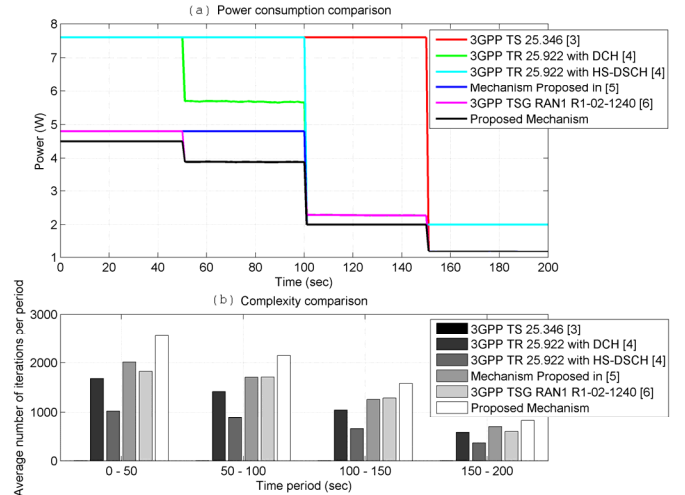 (a) Power consumption comparison
8
7
6
5
4
3
2
1
Power (W)
3GPP TS 25.346 [3]
3GPP TR 25.922 with DCH [4]
3GPP TR 25.922 with HS-DSCH [4]
Mechanism Proposed in [5]
3GPP TSG RAN1 R1-02-1240 [6]
Proposed Mechanism
0 20 40 60 80 100 120 140 160 180 200
Time (sec)
(b) Complexity comparison
3000
2000
1000
0
Average number of iterations per period
3GPP TS 25.346 [3]
3GPP TR 25.922 with DCH [4]
3GPP TR 25.922 with HS-DSCH [4]
Mechanism Proposed in [5]
3GPP TSG RAN1 R1-02-1240 [6]
Proposed Mechanism
0 - 50 50 - 100 100 - 150 150 - 200
Time period (sec)